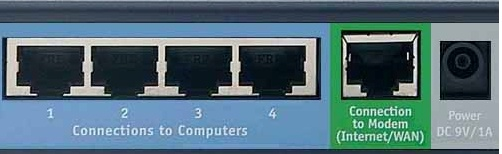 1 2 3 4
Connections to Computers
Connection
to Modem
(Internet/WAN)
Power
DC 9V/1A